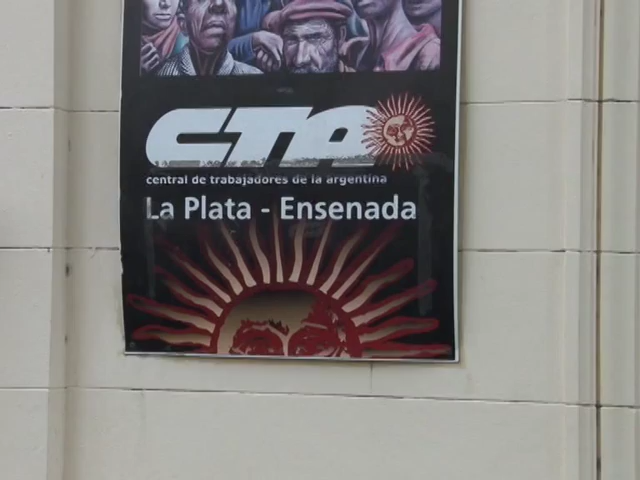 CTA
central de trabajadores de la argentina
La Plata - Ensenada